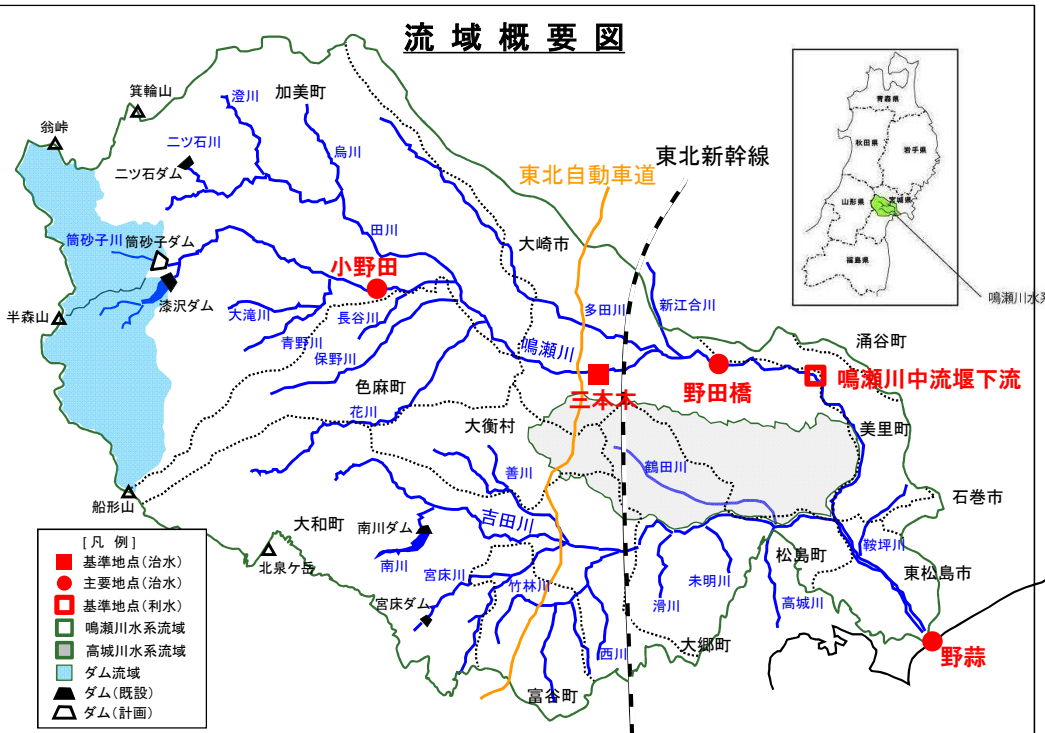 流域概要図
箕輪山
澄川
加美町
翁峠
二ツ石川
二ツ石ダム
烏川
東北自動車道
東北新幹線
青森県
秋田県
岩手県
山形県
宮城県
福島県
鳴瀬川水系
筒砂子川
筒砂子ダム
田川
大崎市
小野田
漆沢ダム
半森山
大滝川
長谷川
青野川
保野川
多田川
新江合川
鳴瀬川
涌谷町
三本木
野田橋
鳴瀬川中流堰下流
色麻町
美里町
花川
大衡村
鶴田川
善川
石巻市
船形山
吉田川
大和町
南川ダム
北泉ケ岳
南川
宮床川
竹林川
宮床ダム
松島町
鞍坪川
未明川
滑川
高城川
東松島市
西川
大郷町
野蒜
富谷町
[凡 例]
基準地点(治水)
主要地点(治水)
基準地点(利水)
鳴瀬川水系流域
高城川水系流域
ダム流域
ダム(既設)
ダム(計画)